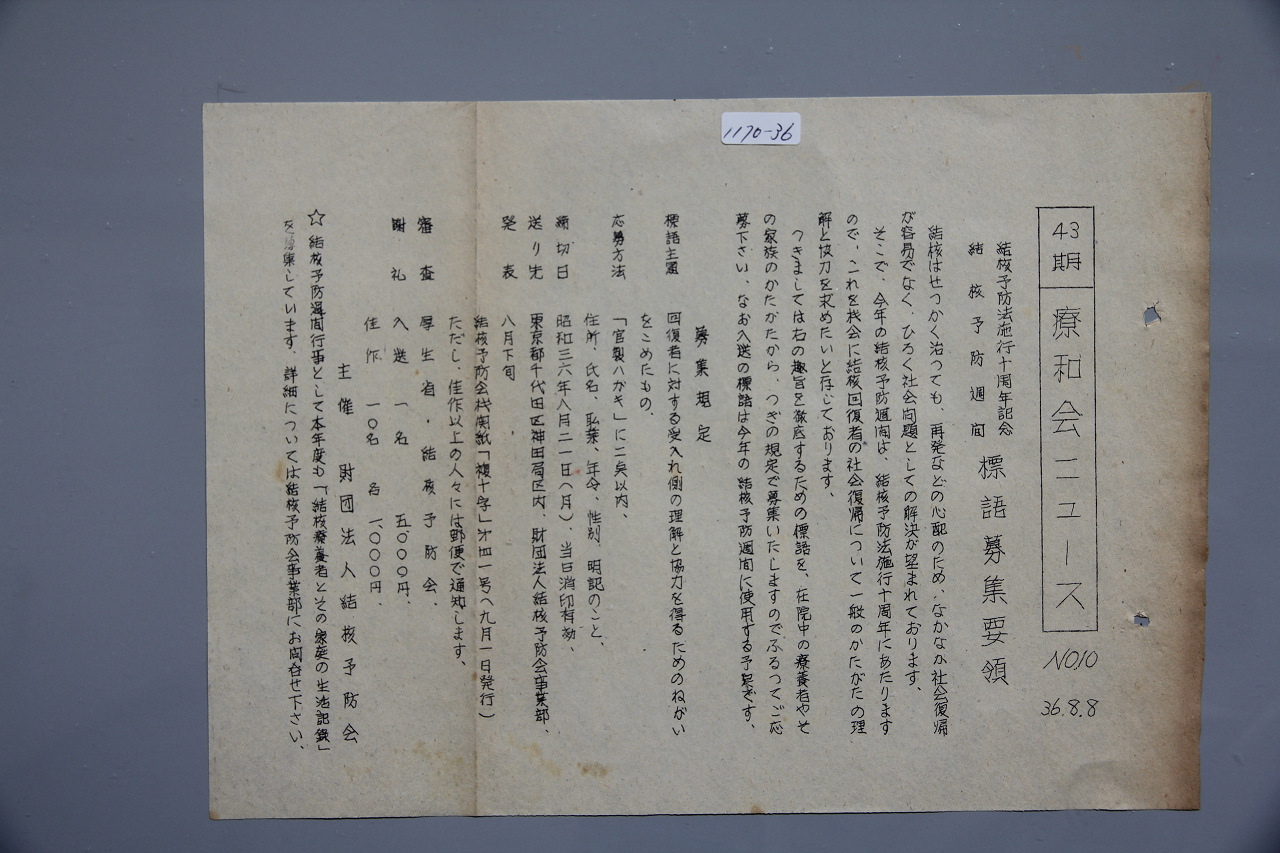 1170-36
43期 療和会ニュース
NO.10
36.8.8
結核予防法施行十周年記念
結核予防週間
標語募集要領
結核はせつかく治つても、再発などの心配のため、なかなか社会復帰
が容易でなく、ひろく社会問題としての解決が望まれております。
そこで、今年の結核予防週間は、結核予防法施行十周年にあたります
ので、これを機会に結核回復者の社会復帰について一般のかたがたの理
解と協力を求めたいと存じております。
つきましては右の趣旨を徹底するための標語を、在院中の療養者やそ
の家族のかたがたから、つぎの規定で募集いたしますのでふるつてご応
募下さい、なお入選の標語は今年の結核予防週間に使用する予定です、
募集規定
標語主題 回復者に対する受入れ側の理解と協力を得るためのねがい
をこめたもの、
応募方法 「官製ハがき」に二点以内、
住所、氏名、職業、年令、性別、明記のこと、
締切日 昭和三六年八月二一日(月)、当日消印有効、
送り先 東京都千代田区神田局区内、財団法人結核予防会事業部、
発表 八月下旬
結核予防会機関紙「複十字」才四一号(九月一日発行)
ただし、佳作以上の人々には郵便で通知します、
審査 厚生省・結核予防会、
謝礼 入選 一名 五、〇〇〇円、
佳作 一〇名 各 一、〇〇〇円、
主催 財団法人結核予防会
☆ 結核予防週間行事として本年度も「結核療養者とその家庭の生活記録」
を募集しています、詳細については結核予防会事業部にお問合せ下さい、